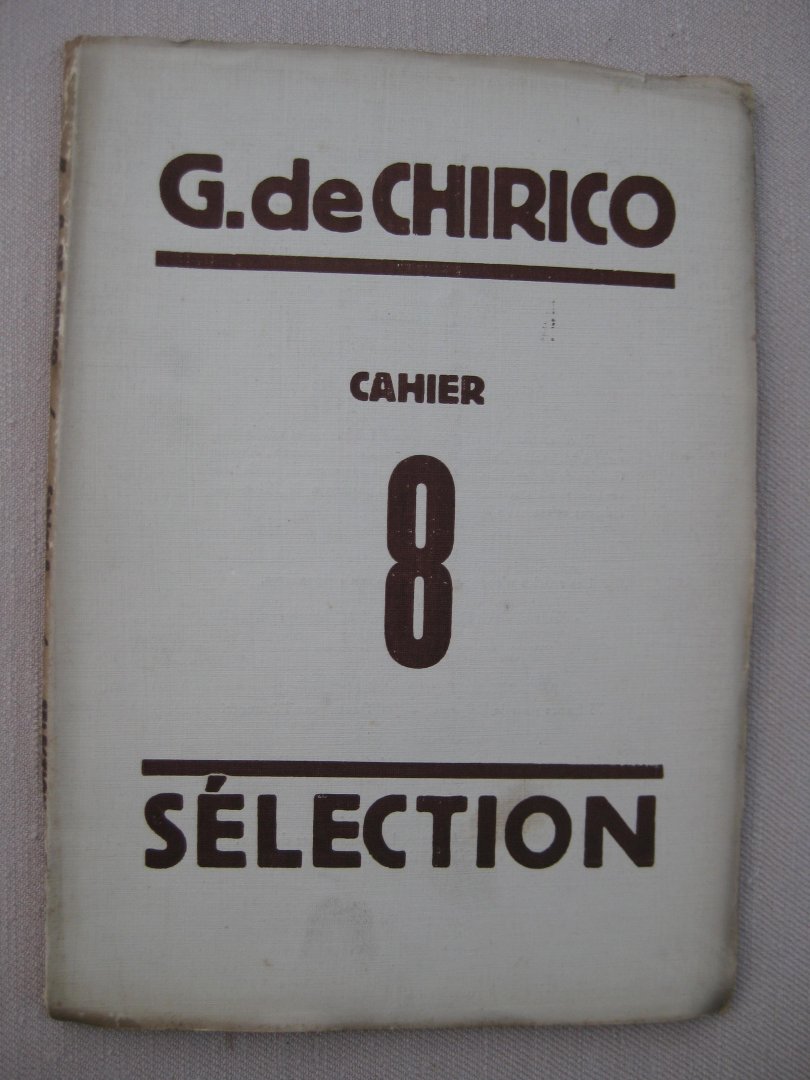 G. de CHIRICO
CAHIER
8
SÉLECTION